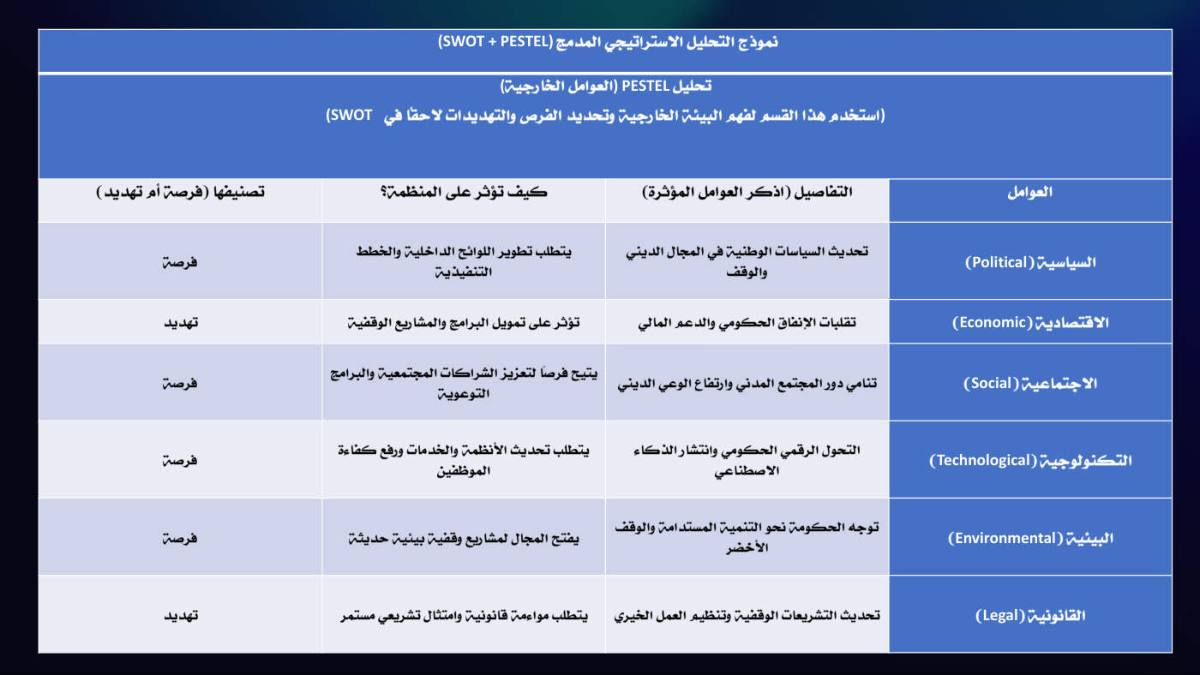 نموذج التحليل الاستراتيجي المدمج (SWOT + PESTEL)
تحليل PESTEL (العوامل الخارجية)
(استخدم هذا القسم لفهم البيئة الخارجية وتحديد الفرص والتهديدات لاحقًا في SWOT)
العوامل
التفاصيل (اذكر العوامل المؤثرة)
كيف تؤثر على المنظمة؟
تصنيفها (فرصة أم تهديد)
السياسية (Political)
تحديث السياسات الوطنية في المجال الديني
والوقف
يتطلب تطوير اللوائح الداخلية والخطط
التنفيذية
فرصة
الاقتصادية (Economic)
تقلبات الإنفاق الحكومي والدعم المالي
تؤثر على تمويل البرامج والمشاريع الوقفية
تهديد
الاجتماعية (Social)
تنامي دور المجتمع المدني وارتفاع الوعي الديني
يتيح فرصًا لتعزيز الشراكات المجتمعية والبرامج
التوعوية
فرصة
التكنولوجية (Technological)
التحول الرقمي الحكومي وانتشار الذكاء
الاصطناعي
يتطلب تحديث الأنظمة والخدمات ورفع كفاءة
الموظفين
فرصة
البيئية (Environmental)
توجه الحكومة نحو التنمية المستدامة والوقف
الأخضر
يفتح المجال لمشاريع وقفية بيئية حديثة
فرصة
القانونية (Legal)
تحديث التشريعات الوقفية وتنظيم العمل الخيري
يتطلب مواءمة قانونية وامتثال تشريعي مستمر
تهديد